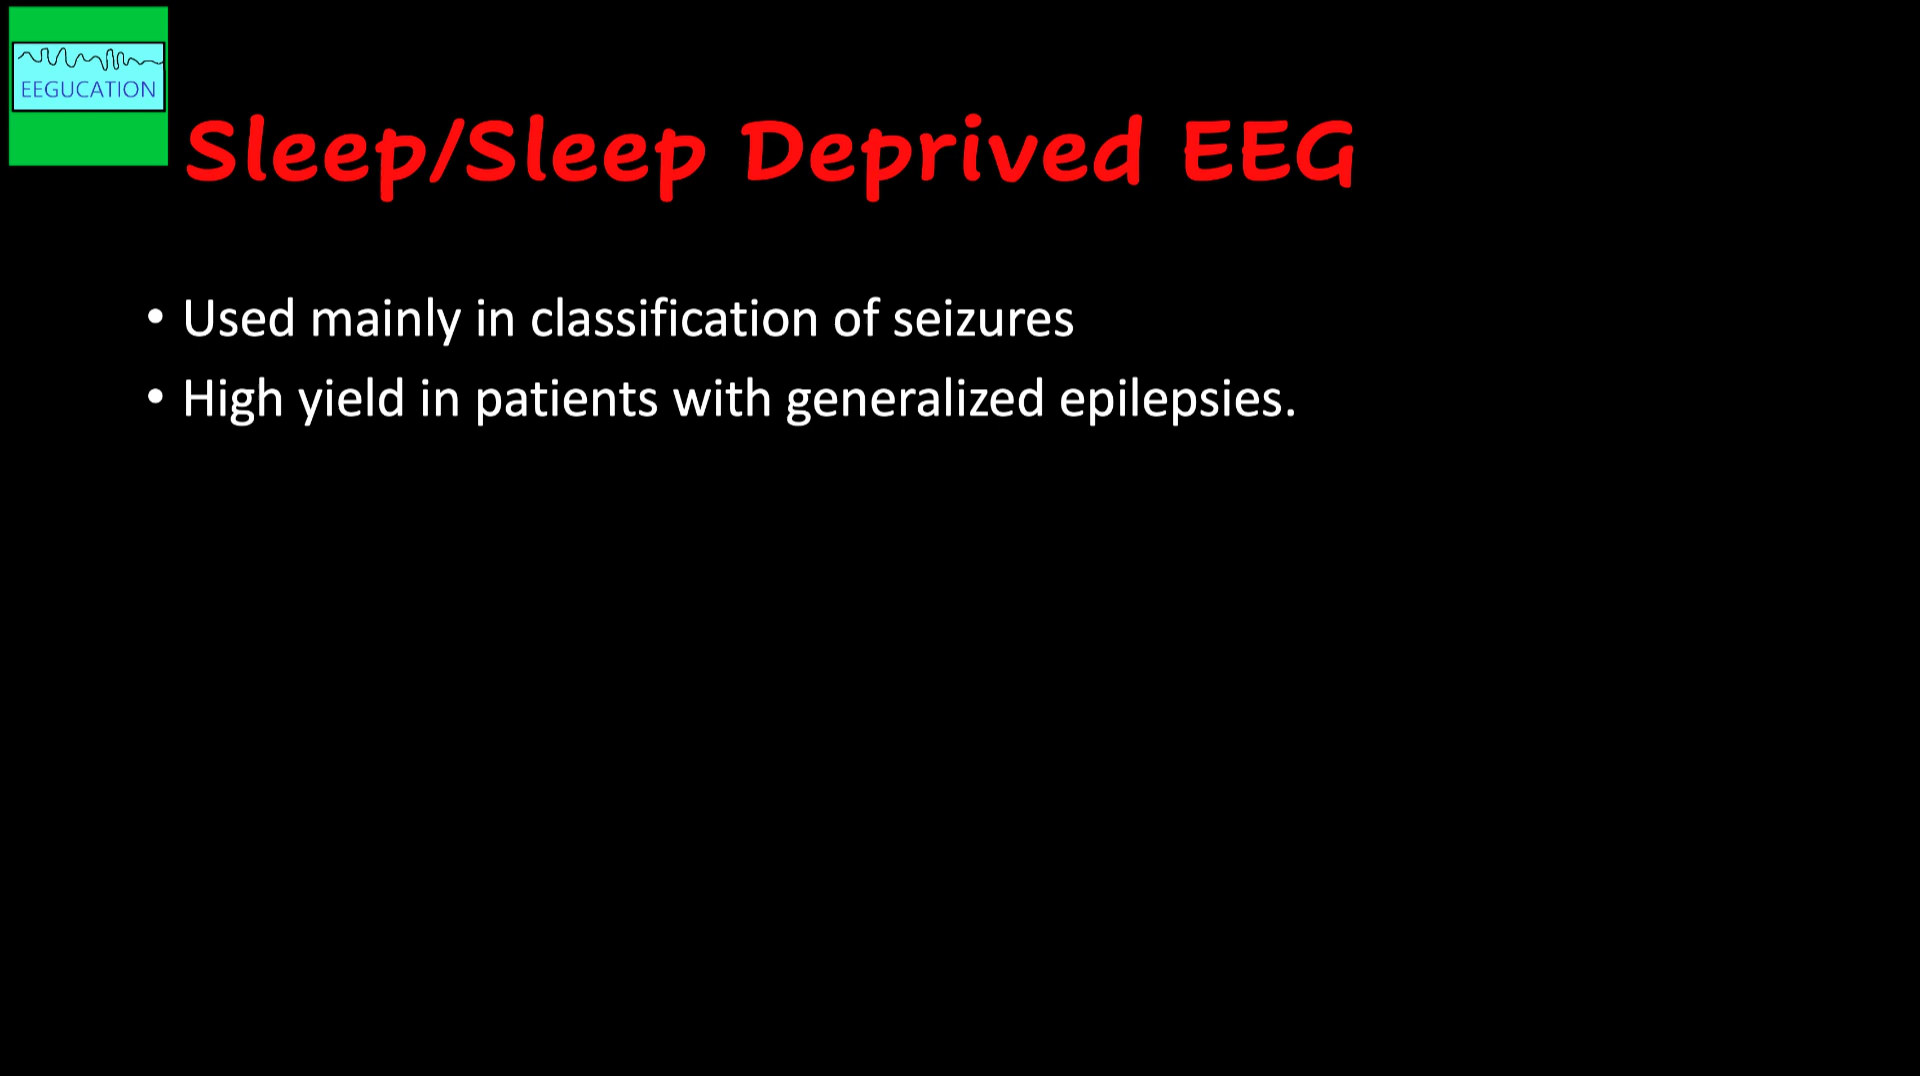 EEGUCATION
Sleep/Sleep Deprived EEG
• Used mainly in classification of seizures
• High yield in patients with generalized epilepsies.